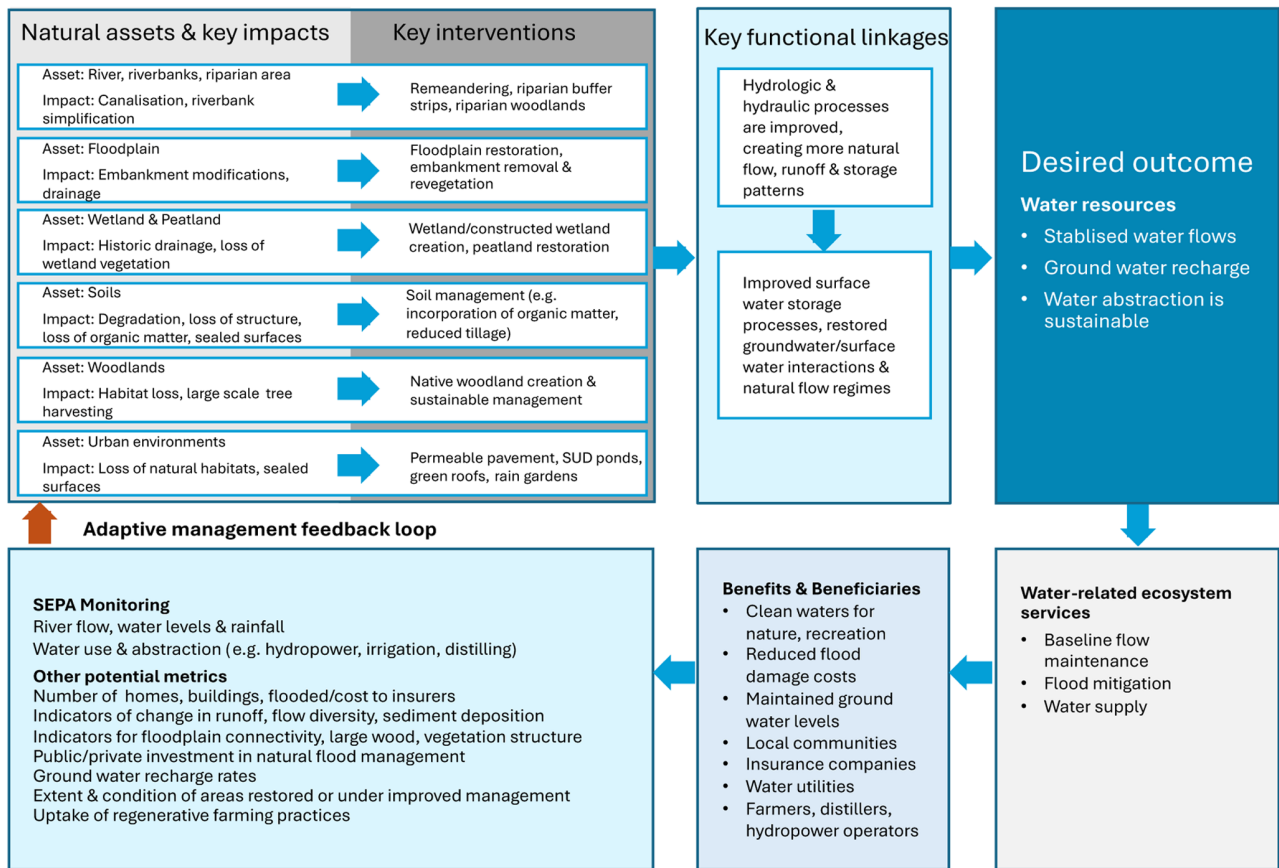 Natural assets & key impacts
Key interventions
Asset: River, riverbanks, riparian area
Impact: Canalisation, riverbank
simplification
Remeandering, riparian buffer
strips, riparian woodlands
Asset: Floodplain
Impact: Embankment modifications,
drainage
Floodplain restoration,
embankment removal &
revegetation
Asset: Wetland & Peatland
Impact: Historic drainage, loss of
wetland vegetation
Wetland/constructed wetland
creation, peatland restoration
Asset: Soils
Impact: Degradation, loss of structure,
loss of organic matter, sealed surfaces
Soil management (e.g.
incorporation of organic matter,
reduced tillage)
Asset: Woodlands
Impact: Habitat loss, large scale tree
harvesting
Native woodland creation &
sustainable management
Asset: Urban environments
Impact: Loss of natural habitats, sealed
surfaces
Permeable pavement, SUD ponds,
green roofs, rain gardens
Key functional linkages
Hydrologic &
hydraulic processes
are improved,
creating more natural
flow, runoff & storage
patterns
Improved surface
water storage
processes, restored
groundwater/surface
water interactions &
natural flow regimes
Desired outcome
Water resources
• Stablised water flows
• Ground water recharge
• Water abstraction is
sustainable
Water-related ecosystem
services
• Baseline flow
maintenance
• Flood mitigation
• Water supply
Benefits & Beneficiaries
• Clean waters for
nature, recreation
• Reduced flood
damage costs
• Maintained ground
water levels
• Local communities
• Insurance companies
• Water utilities
• Farmers, distillers,
hydropower operators
Adaptive management feedback loop
SEPA Monitoring
River flow, water levels & rainfall
Water use & abstraction (e.g. hydropower, irrigation, distilling)
Other potential metrics
Number of homes, buildings, flooded/cost to insurers
Indicators of change in runoff, flow diversity, sediment deposition
Indicators for floodplain connectivity, large wood, vegetation structure
Public/private investment in natural flood management
Ground water recharge rates
Extent & condition of areas restored or under improved management
Uptake of regenerative farming practices